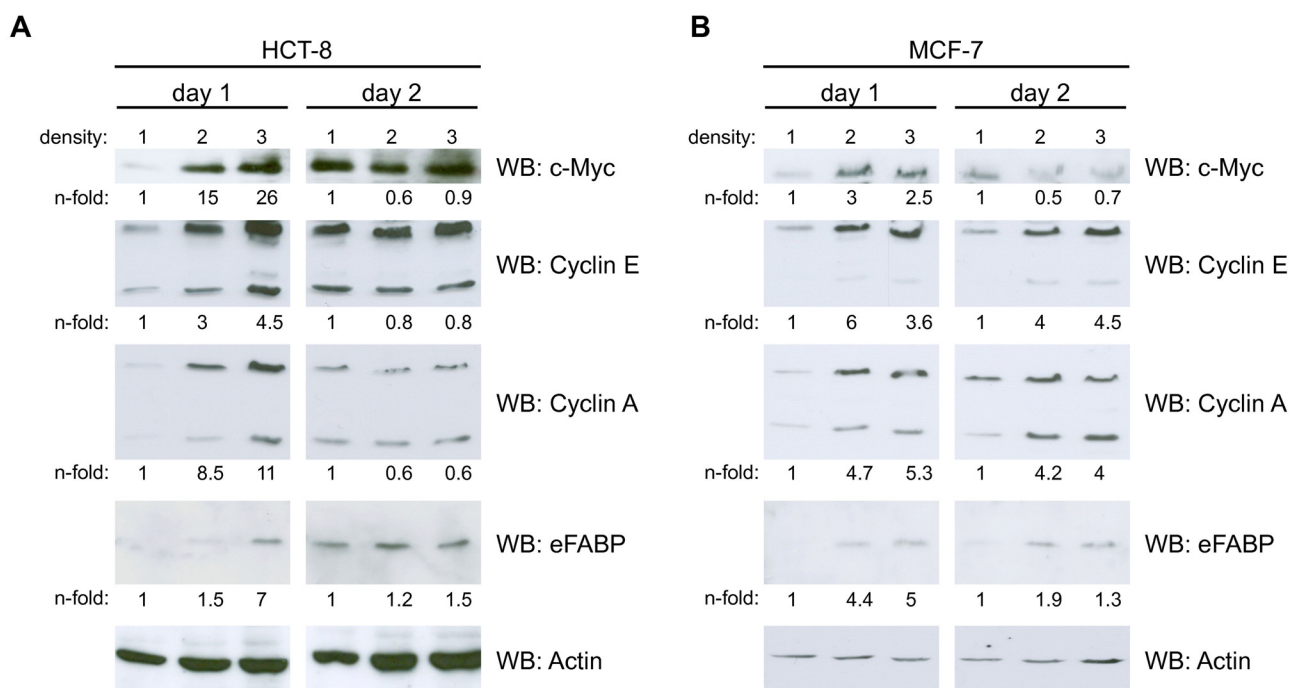 A
HCT-8
day 1 day 2
density: 1 2 3 1 2 3
WB: c-Myc
n-fold: 1 15 26 1 0.6 0.9
WB: Cyclin E
n-fold: 1 3 4.5 1 0.8 0.8
WB: Cyclin A
n-fold: 1 8.5 11 1 0.6 0.6
WB: eFABP
n-fold: 1 1.5 7 1 1.2 1.5
WB: Actin
B
MCF-7
day 1 day 2
density: 1 2 3 1 2 3
WB: c-Myc
n-fold: 1 3 2.5 1 0.5 0.7
WB: Cyclin E
n-fold: 1 6 3.6 1 4 4.5
WB: Cyclin A
n-fold: 1 4.7 5.3 1 4.2 4
WB: eFABP
n-fold: 1 4.4 5 1 1.9 1.3
WB: Actin